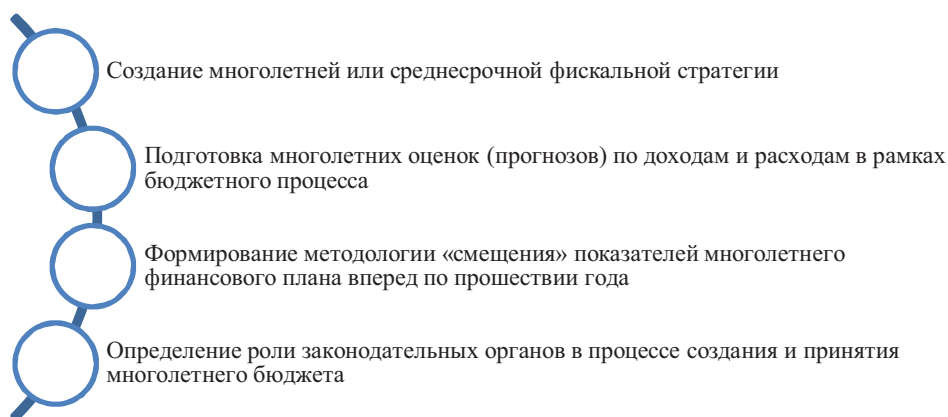 Создание многолетней или среднесрочной фискальной стратегии
Подготовка многолетних оценок (прогнозов) по доходам и расходам в рамках
бюджетного процесса
Формирование методологии «смещения» показателей многолетнего
финансового плана вперед по прошествии года
Определение роли законодательных органов в процессе создания и принятия
многолетнего бюджета